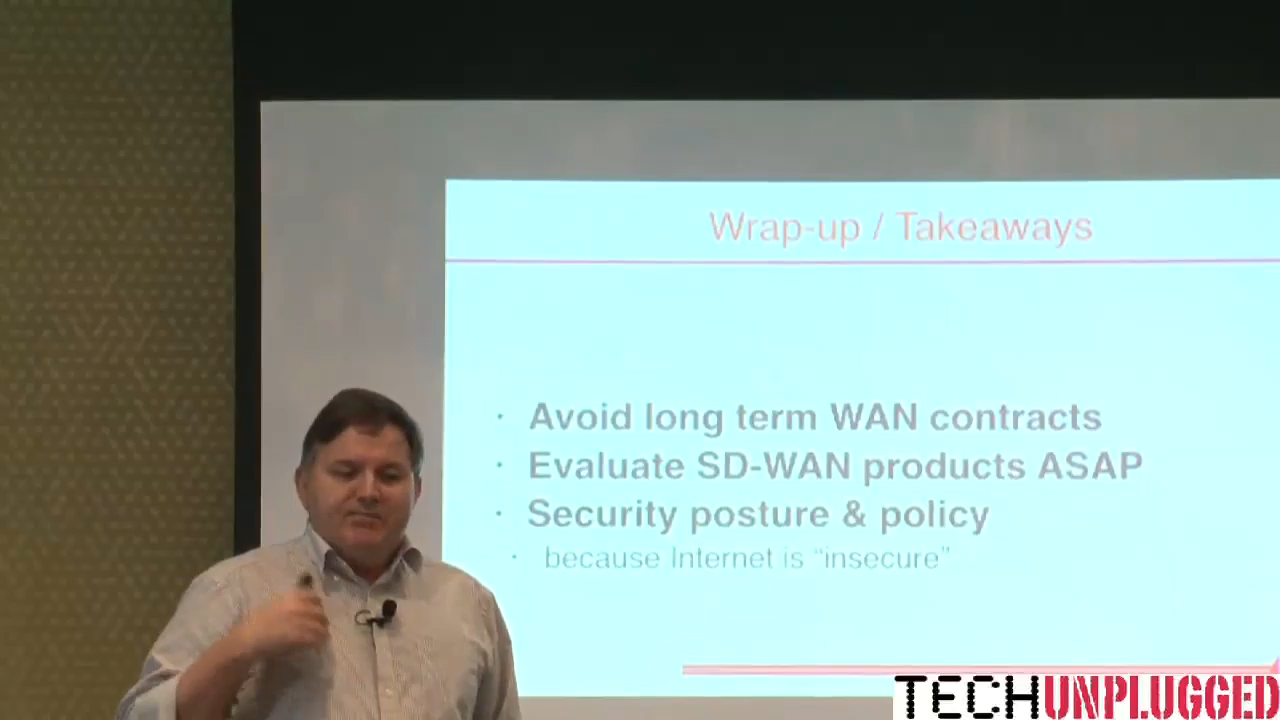 Wrap-up / Takeaways
· Avoid long term WAN contracts
· Evaluate SD-WAN products ASAP
· Security posture & policy
· because Internet is “insecure”
TECHUNPLUGGED